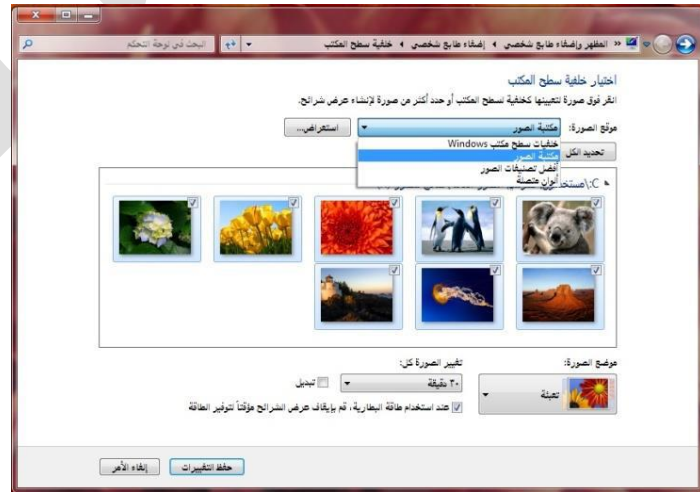 « المظهر وإضفاء طابع شخصي ‹ إضفاء طابع شخصي ‹ خلفية سطح المكتب
البحث في لوحة التحكم
اختيار خلفية سطح المكتب
انقر فوق صورة لتعيينها كخلفية لسطح المكتب أو حدد أكثر من صورة لإنشاء عرض شرائح.
موقع الصورة: مكتبة الصور استعراض...
خلفيات سطح مكتب Windows
تحديد الكل مكتبة الصور
أفضل تصنيفات الصور
ألوان متصلة
موضع الصورة: تغيير الصورة كل:
تعبئة ٣٠ دقيقة تبديل
عند استخدام طاقة البطارية، قم بإيقاف عرض الشرائح مؤقتاً لتوفير الطاقة
حفظ التغييرات إلغاء الأمر